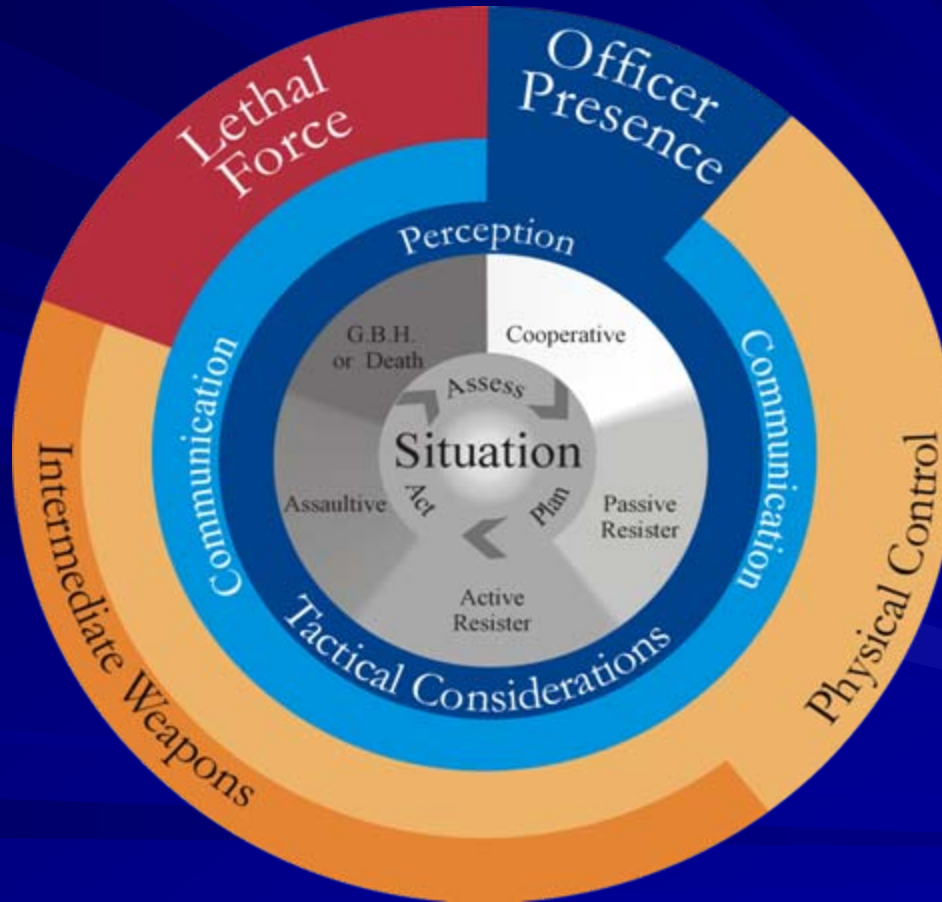 Lethal
Force
Officer
Presence
Perception
G.B.H.
or Death
Cooperative
Assess
Situation
Communication
Communication
Act
Plan
Assaultive
Passive
Resister
Active
Resister
Tactical Considerations
Intermediate Weapons
Physical Control